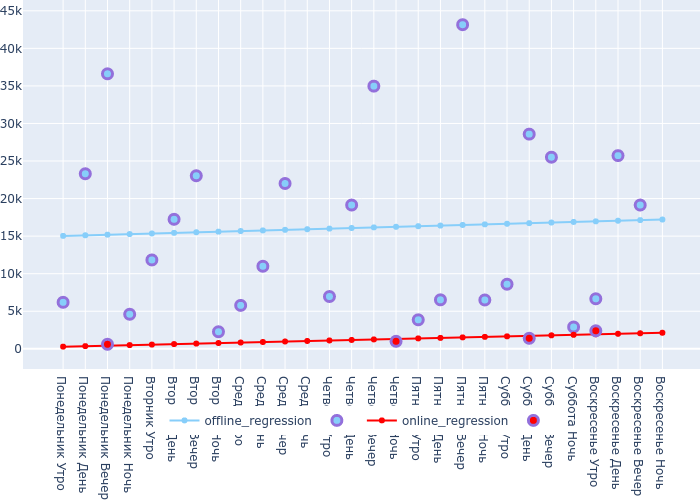 45k
40k
35k
30k
25k
20k
15k
10k
5k
0
Понедельник Утро
Понедельник День
Понедельник Вечер
Понедельник Ночь
Вторник Утро
Втор День
Втор Вечер
Втор Ночь
Сред
Сред
Сред
Сред
Четв
Четв День
Четв Вечер
Четв Ночь
Пятн Утро
Пятн День
Пятн Вечер
Пятн Ночь
Субб Утро
Субб День
Субб Вечер
Суббота Ночь
Воскресенье Утро
Воскресенье День
Воскресенье Вечер
Воскресенье Ночь
offline_regression
online_regression